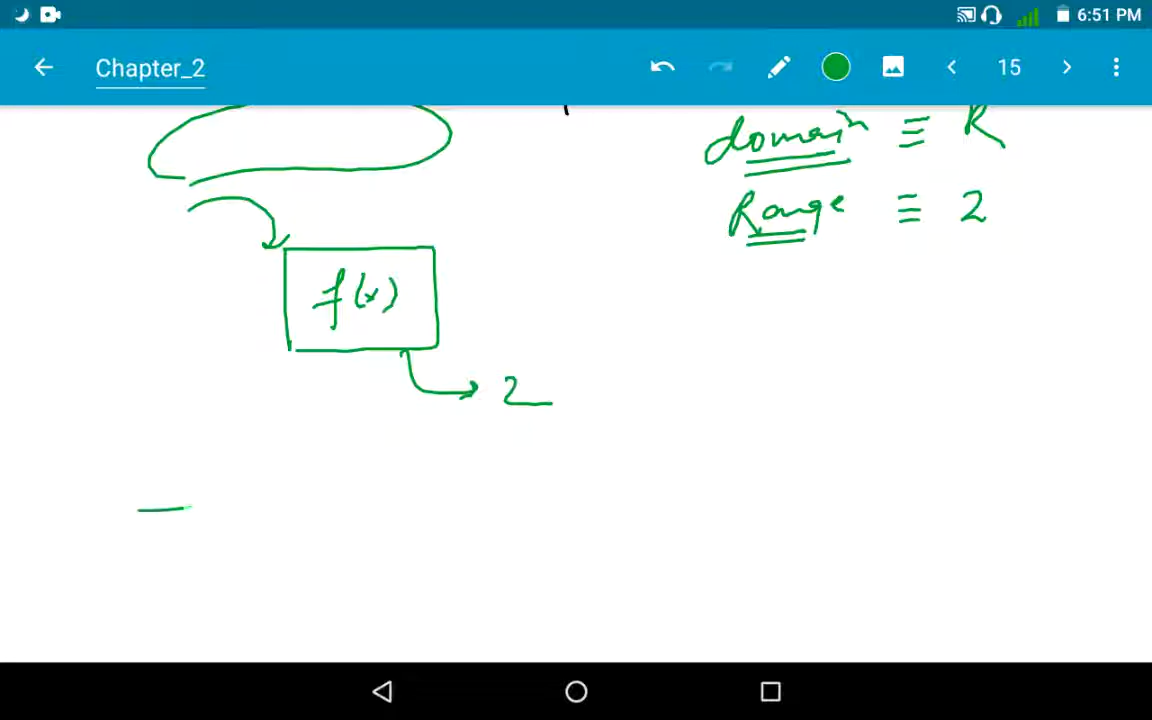 6:51 PM
Chapter_2
15
domain ≡ R
Range ≡ 2
f(x)
2